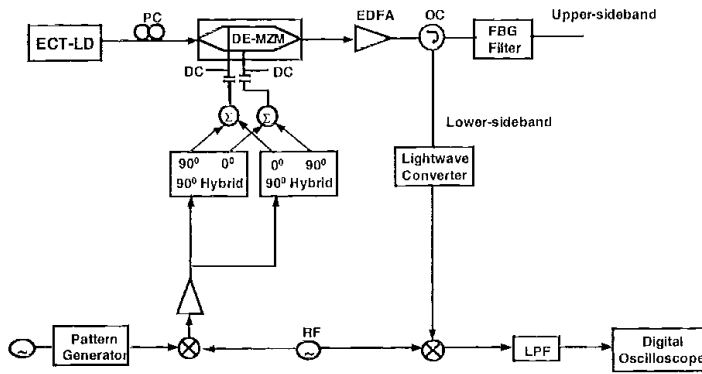 PC
EDFA
OC
Upper-sideband
ECT-LD
DE-MZM
FBG
Filter
DC
DC
Σ
Σ
Lower-sideband
90⁰ 0⁰
90⁰ Hybrid
0⁰ 90⁰
90⁰ Hybrid
Lightwave
Converter
RF
Pattern
Generator
LPF
Digital
Oscilloscope